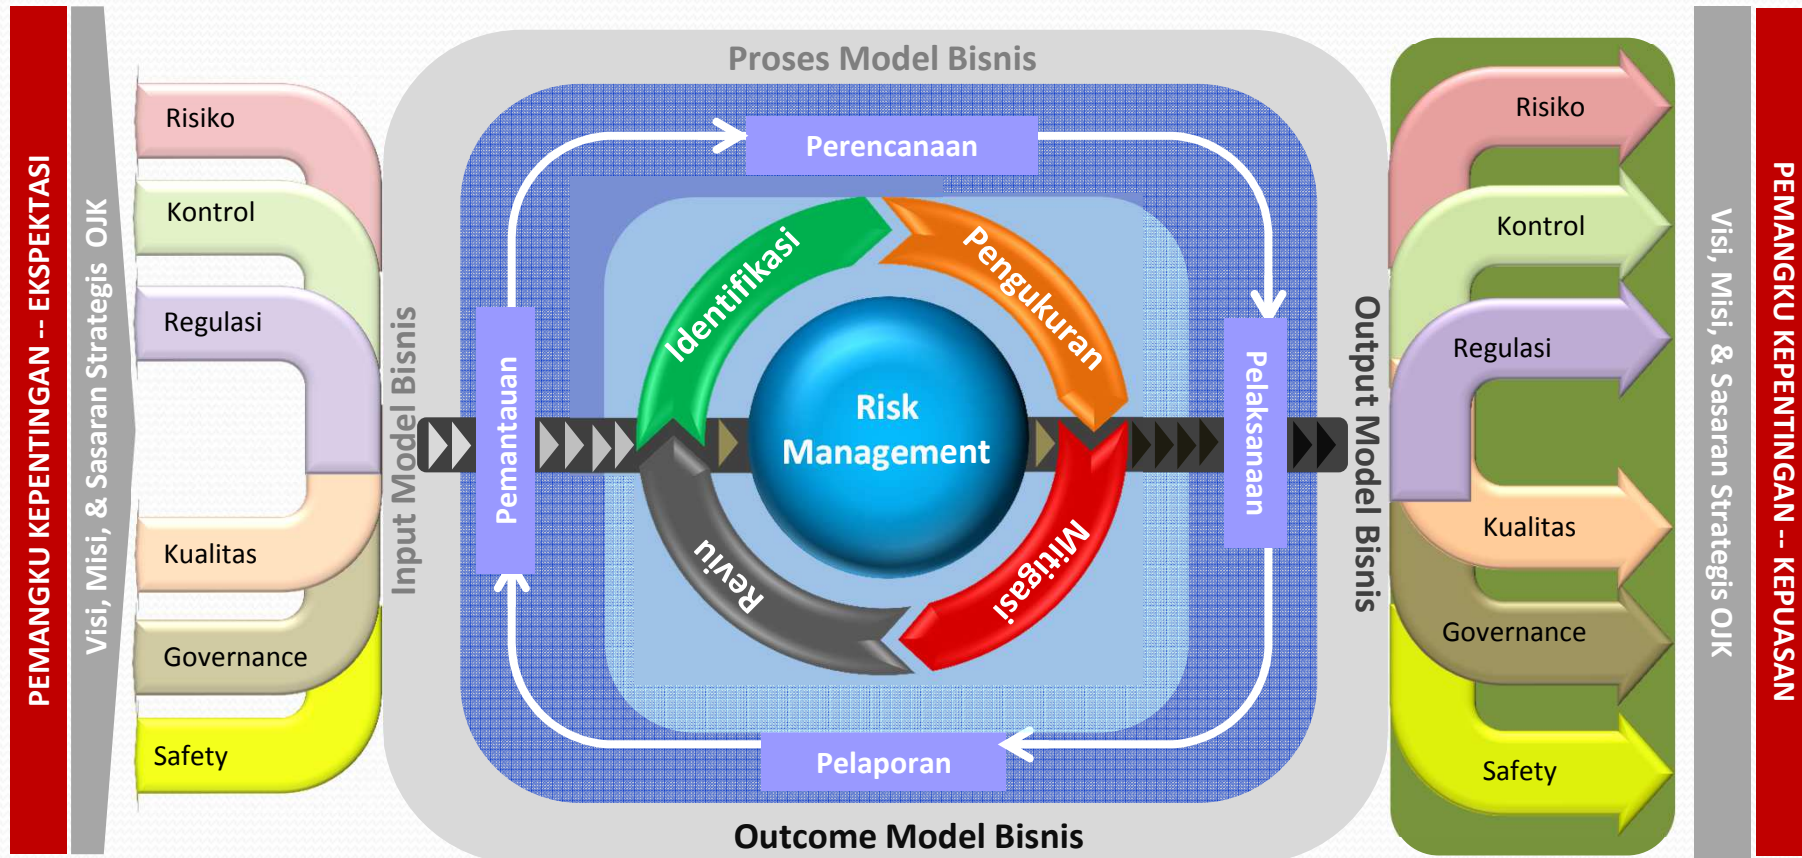 PEMANGKU KEPENTINGAN -- EKSPEKTASI
Visi, Misi, & Sasaran Strategis OJK
Risiko
Kontrol
Regulasi
Kualitas
Governance
Safety
Input Model Bisnis
Proses Model Bisnis
Perencanaan
Pemantauan
Identifikasi
Pengukuran
Risk
Management
Reviu
Mitigasi
Pelaksanaan
Pelaporan
Outcome Model Bisnis
Output Model Bisnis
Risiko
Kontrol
Regulasi
Kualitas
Governance
Safety
Visi, Misi, & Sasaran Strategis OJK
PEMANGKU KEPENTINGAN -- KEPUASAN